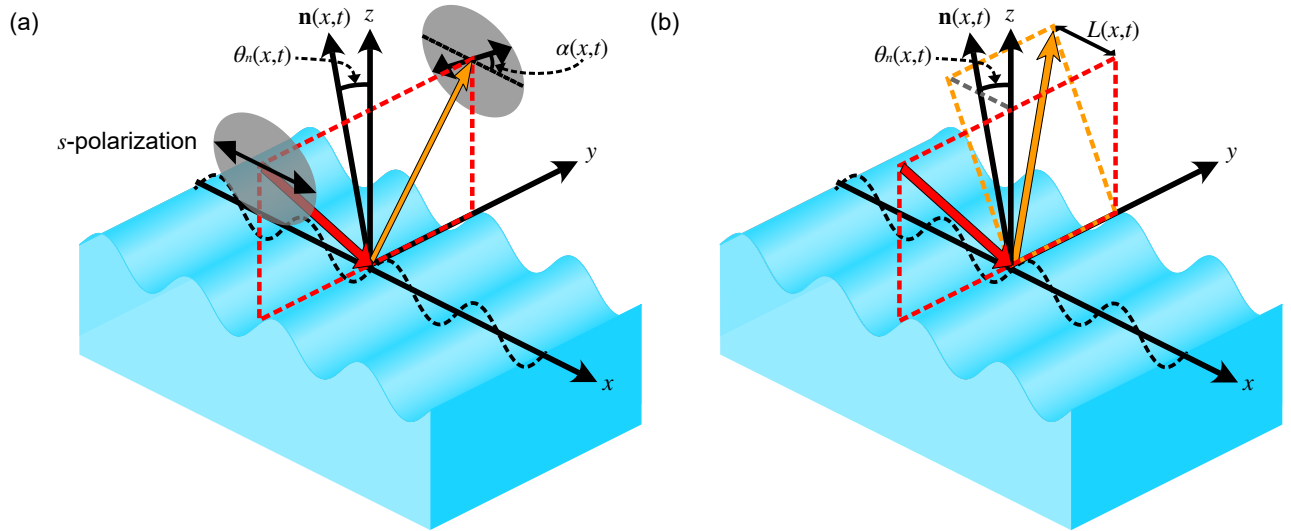 (a)
n(x,t)
z
θₙ(x,t)
α(x,t)
s-polarization
y
x
(b)
n(x,t)
z
L(x,t)
θₙ(x,t)
y
x